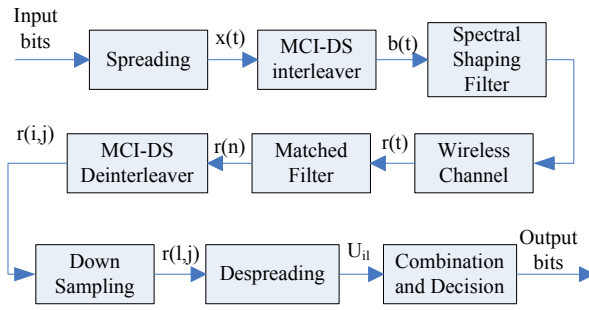 Input
bits
Spreading
x(t)
MCI-DS
interleaver
b(t)
Spectral
Shaping
Filter
r(i,j)
MCI-DS
Deinterleaver
r(n)
Matched
Filter
r(t)
Wireless
Channel
Down
Sampling
r(l,j)
Despreading
U_il
Combination
and Decision
Output
bits